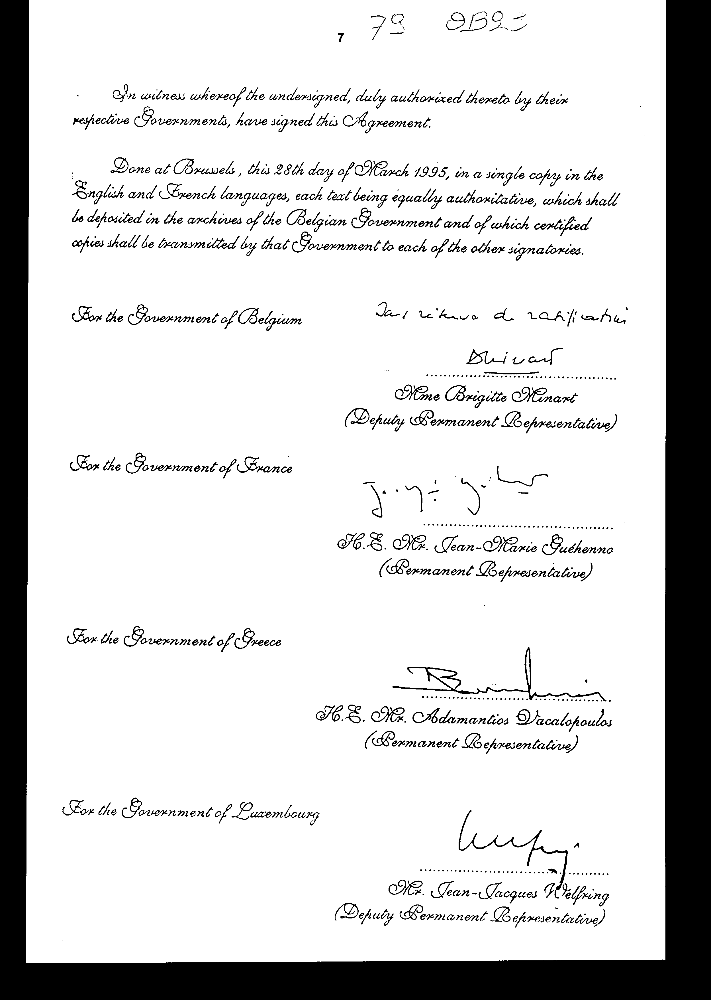 79 OB23
7
In witness whereof the undersigned, duly authorized thereto by their
respective Governments, have signed this Agreement.
Done at Brussels, this 28th day of March 1995, in a single copy in the
English and French languages, each text being equally authoritative, which shall
be deposited in the archives of the Belgian Government and of which certified
copies shall be transmitted by that Government to each of the other signatories.
For the Government of Belgium
Sous réserve de ratification
Mme Brigitte Minart
(Deputy Permanent Representative)
For the Government of France
H.E. Mr. Jean-Marie Guéhenno
(Permanent Representative)
For the Government of Greece
H.E. Mr. Adamantios Vacalopoulos
(Permanent Representative)
For the Government of Luxembourg
Mr. Jean-Jacques Welfring
(Deputy Permanent Representative)